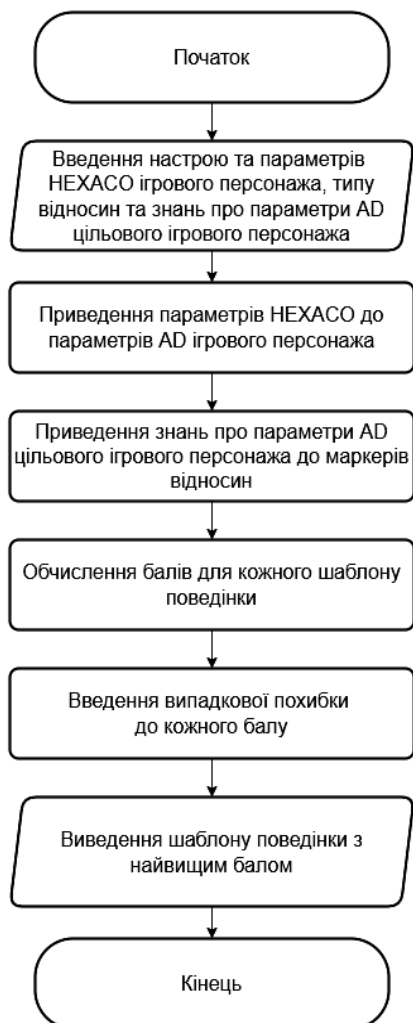 Початок
Введення настрою та параметрів
HEXACO ігрового персонажа, типу
відносин та знань про параметри AD
цільового ігрового персонажа
Приведення параметрів HEXACO до
параметрів AD ігрового персонажа
Приведення знань про параметри AD
цільового ігрового персонажа до маркерів
відносин
Обчислення балів для кожного шаблону
поведінки
Введення випадкової похибки
до кожного балу
Виведення шаблону поведінки з
найвищим балом
Кінець